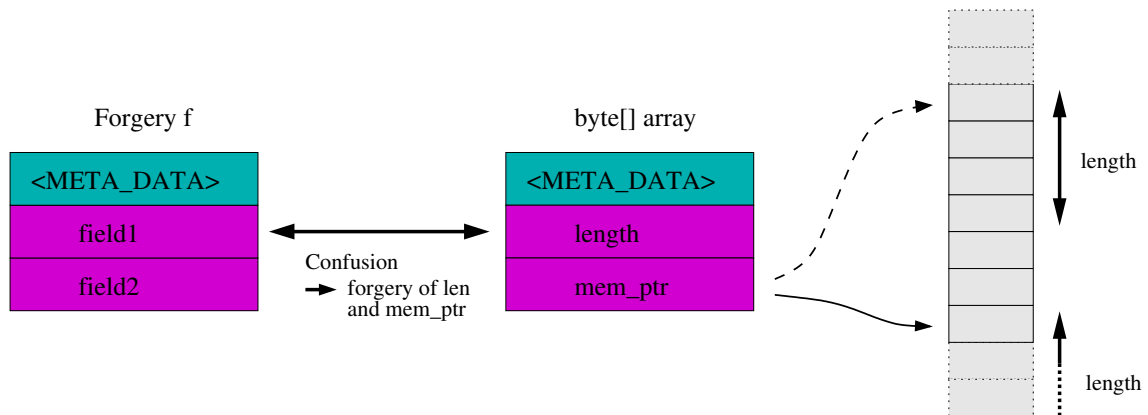 Forgery f
<META_DATA>
field1
field2
Confusion
forgery of len
and mem_ptr
byte[] array
<META_DATA>
length
mem_ptr
length
length